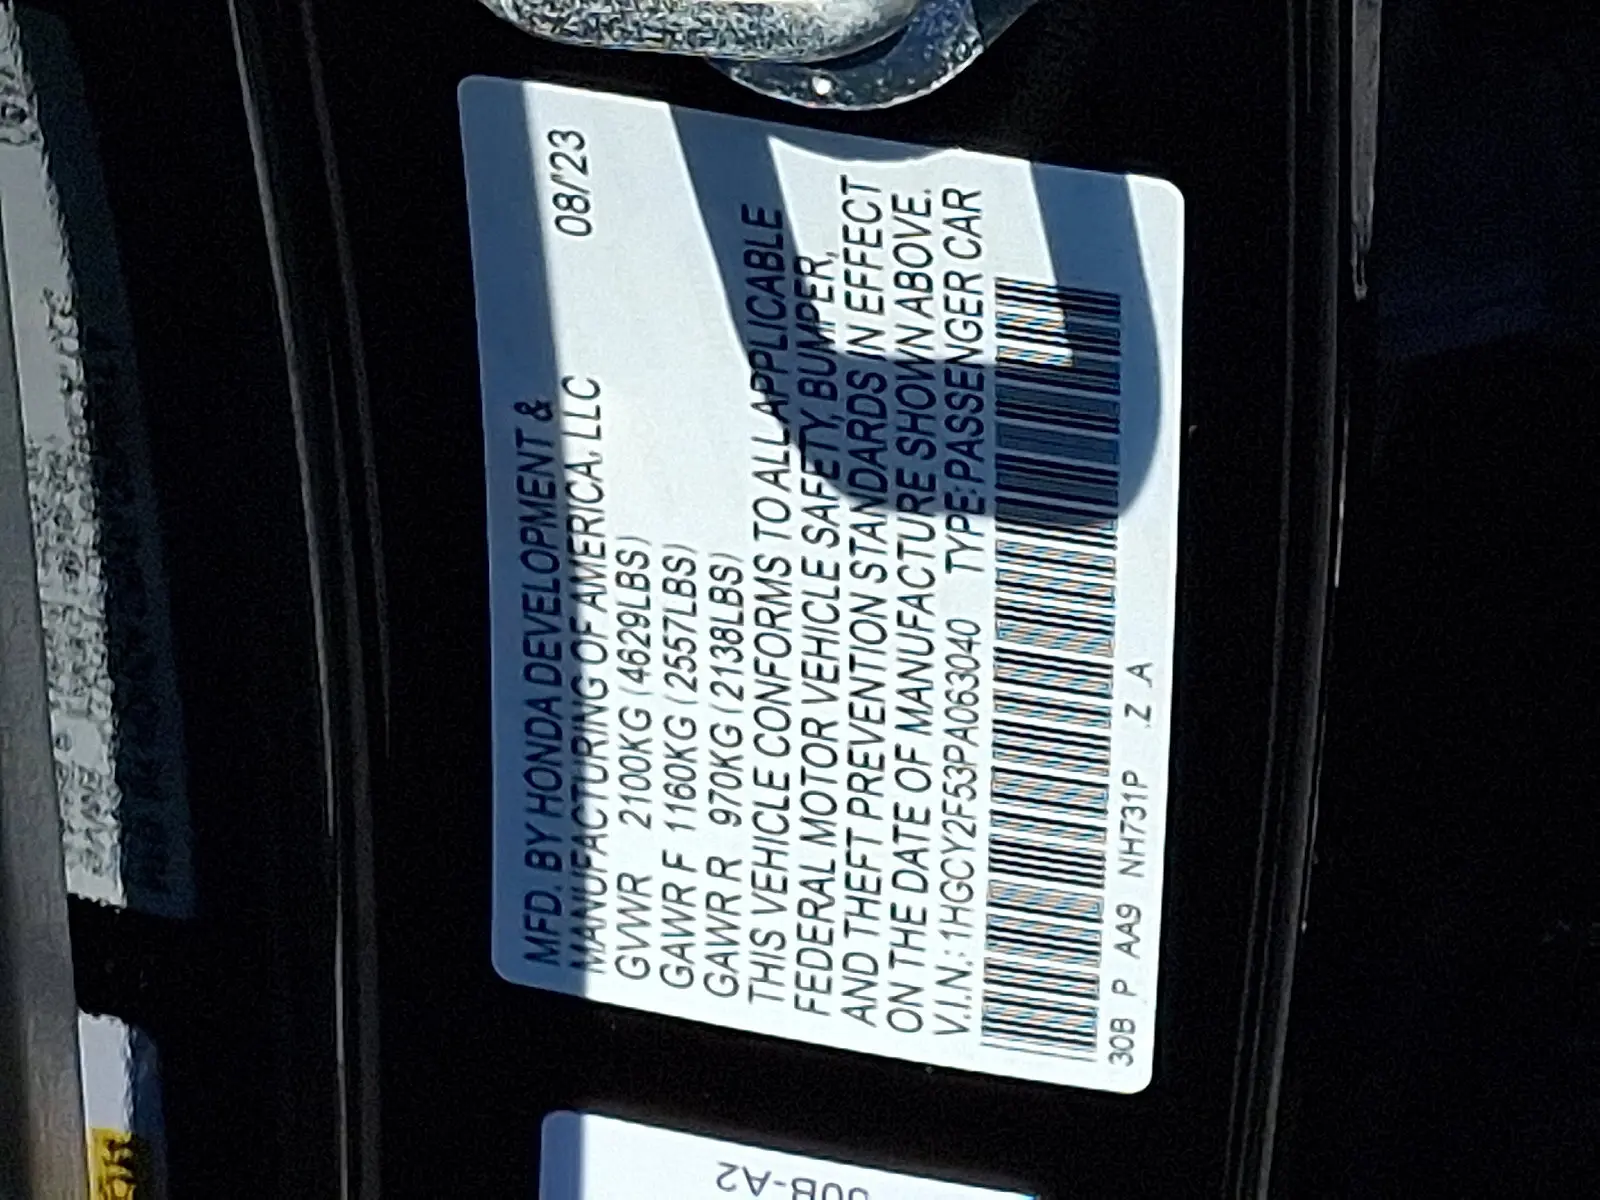 MFD. BY HONDA DEVELOPMENT &
MANUFACTURING OF AMERICA, LLC 08/'23
GVWR 2100KG (4629LBS)
GAWR F 1160KG (2557LBS)
GAWR R 970KG (2138LBS)
THIS VEHICLE CONFORMS TO ALL APPLICABLE
FEDERAL MOTOR VEHICLE SAFETY, BUMPER,
AND THEFT PREVENTION STANDARDS IN EFFECT
ON THE DATE OF MANUFACTURE SHOWN ABOVE.
V.I.N.: 1HGCY2F53PA063040 TYPE: PASSENGER CAR
30B P AA9 NH731P Z A
30B-A2